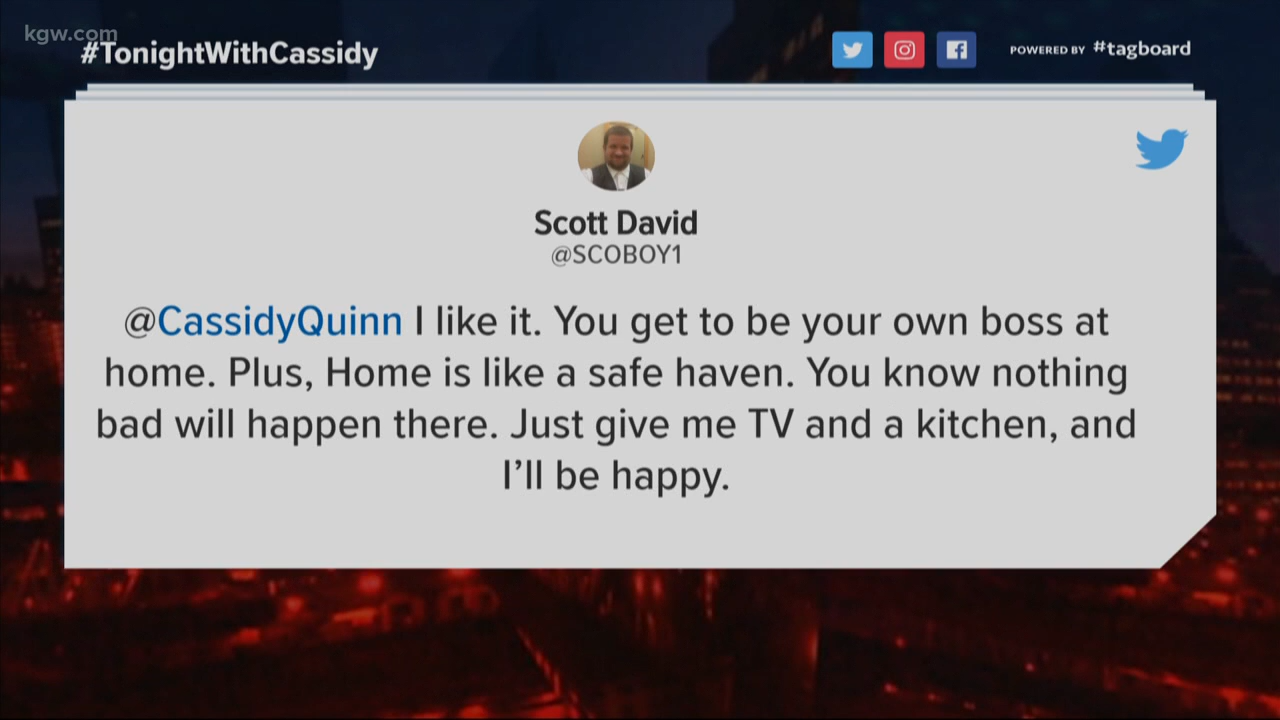 kgw.com
#TonightWithCassidy
POWERED BY #tagboard
Scott David
@SCOBOY1
@CassidyQuinn I like it. You get to be your own boss at
home. Plus, Home is like a safe haven. You know nothing
bad will happen there. Just give me TV and a kitchen, and
I’ll be happy.